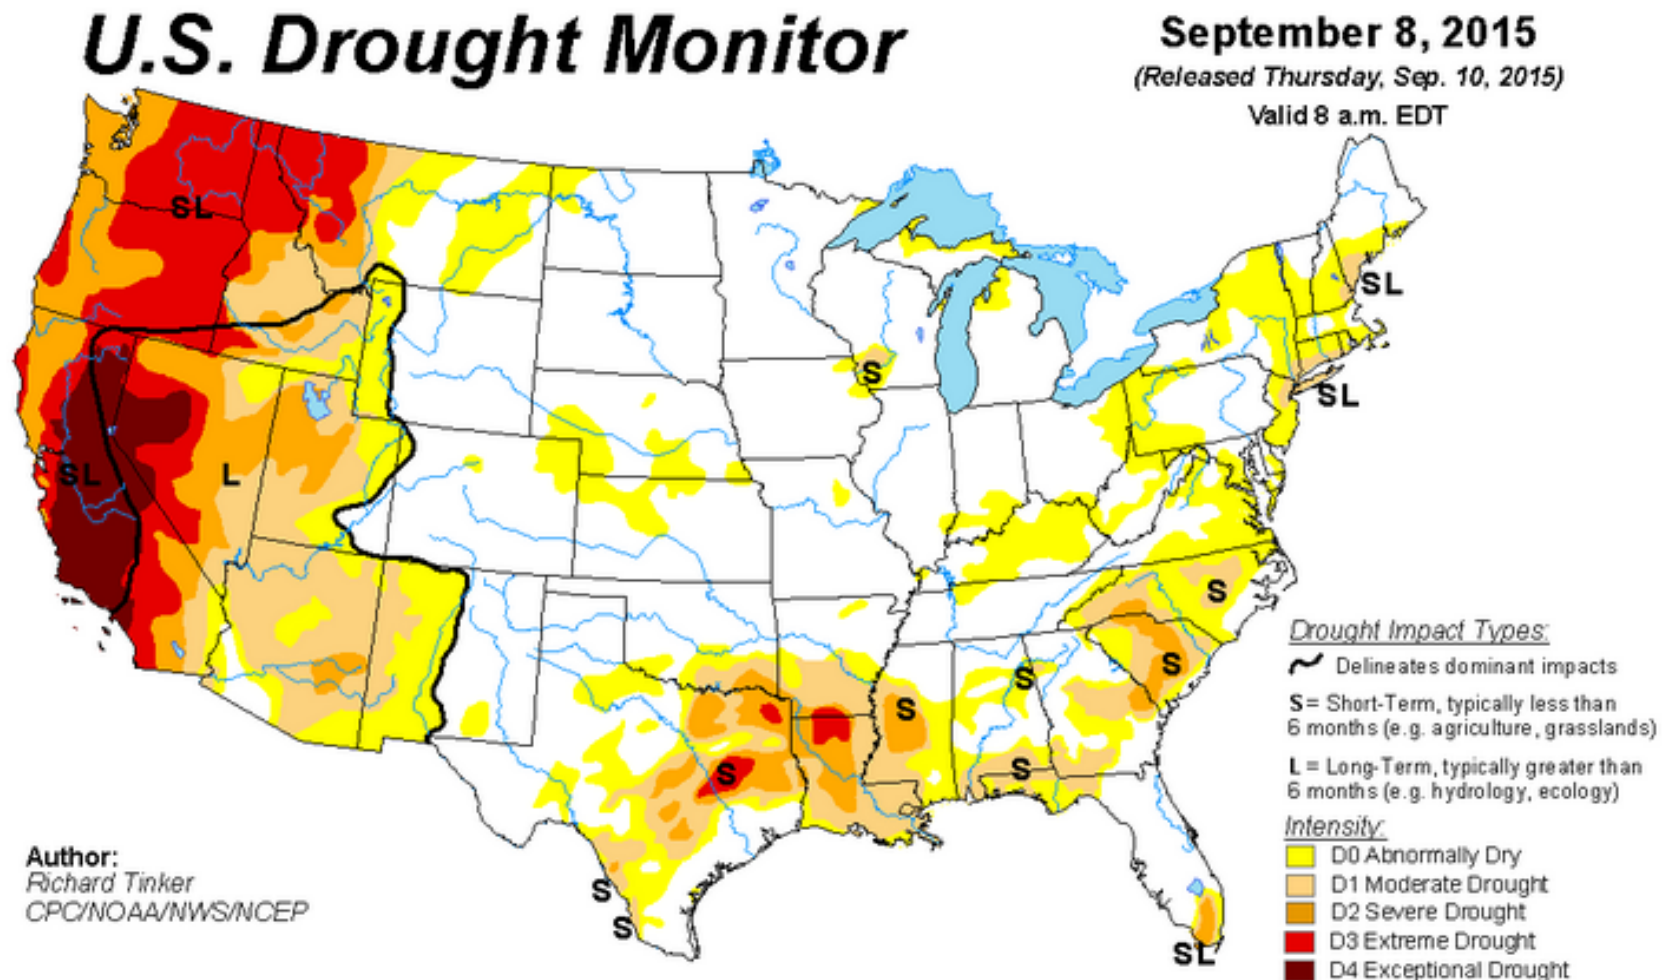 U.S. Drought Monitor
September 8, 2015
(Released Thursday, Sep. 10, 2015)
Valid 8 a.m. EDT
SL
SL
S
SL
SL
L
S
S
S
S
S
S
S
S
SL
Drought Impact Types:
Delineates dominant impacts
S = Short-Term, typically less than
6 months (e.g. agriculture, grasslands)
L = Long-Term, typically greater than
6 months (e.g. hydrology, ecology)
Intensity:
D0 Abnormally Dry
D1 Moderate Drought
D2 Severe Drought
D3 Extreme Drought
D4 Exceptional Drought
Author:
Richard Tinker
CPC/NOAA/NWS/NCEP